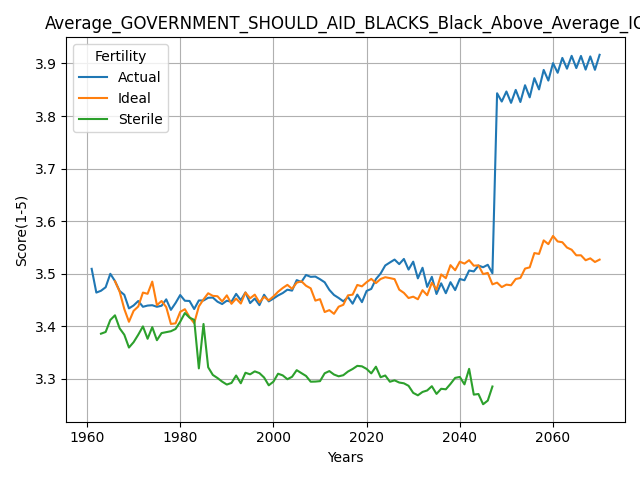 Average_GOVERNMENT_SHOULD_AID_BLACKS_Black_Above_Average_IQ
Fertility
Actual
Ideal
Sterile
Score(1-5)
3.9
3.8
3.7
3.6
3.5
3.4
3.3
1960 1980 2000 2020 2040 2060
Years